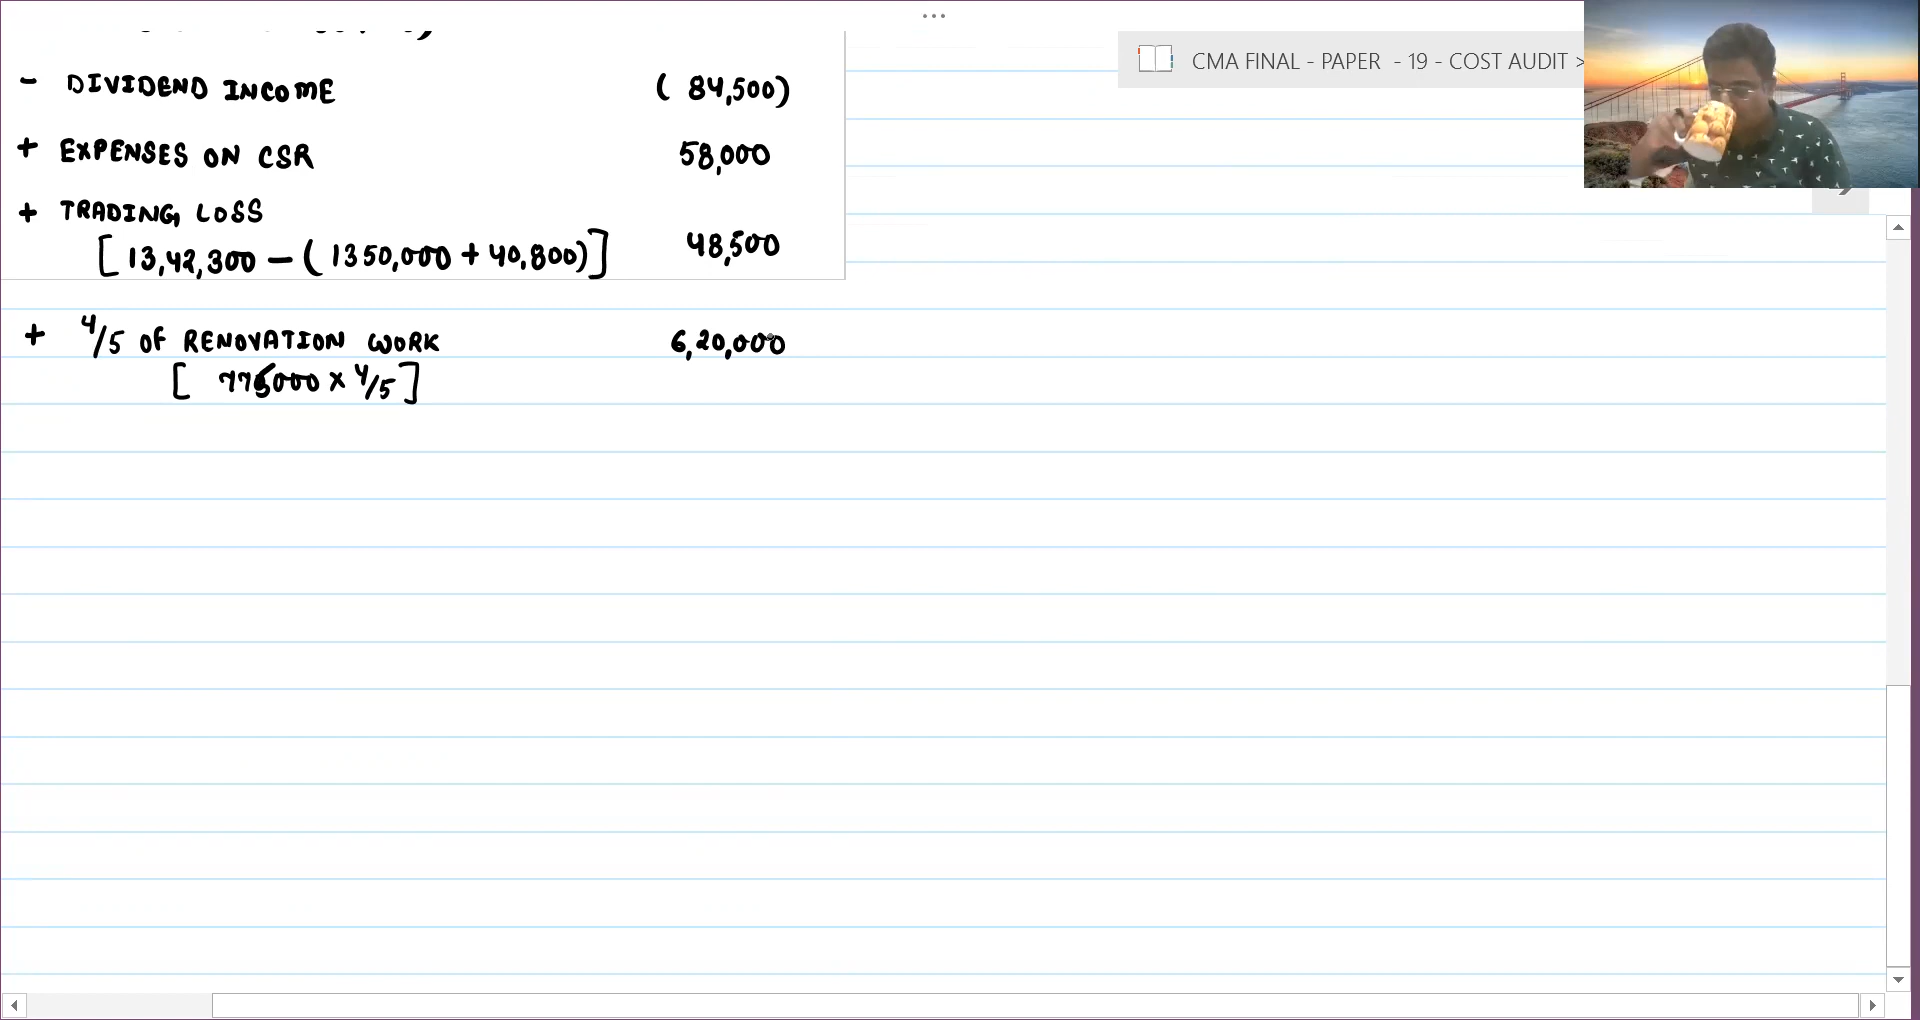 CMA FINAL - PAPER - 19 - COST AUDIT >
- DIVIDEND INCOME ( 84,500)
+ EXPENSES ON CSR 58,000
+ TRADING LOSS
[ 13,42,300 — ( 1350,000 + 40,800) ] 48,500
+ 4/5 OF RENOVATION WORK 6,20,000
[ 775000 x 4/5 ]